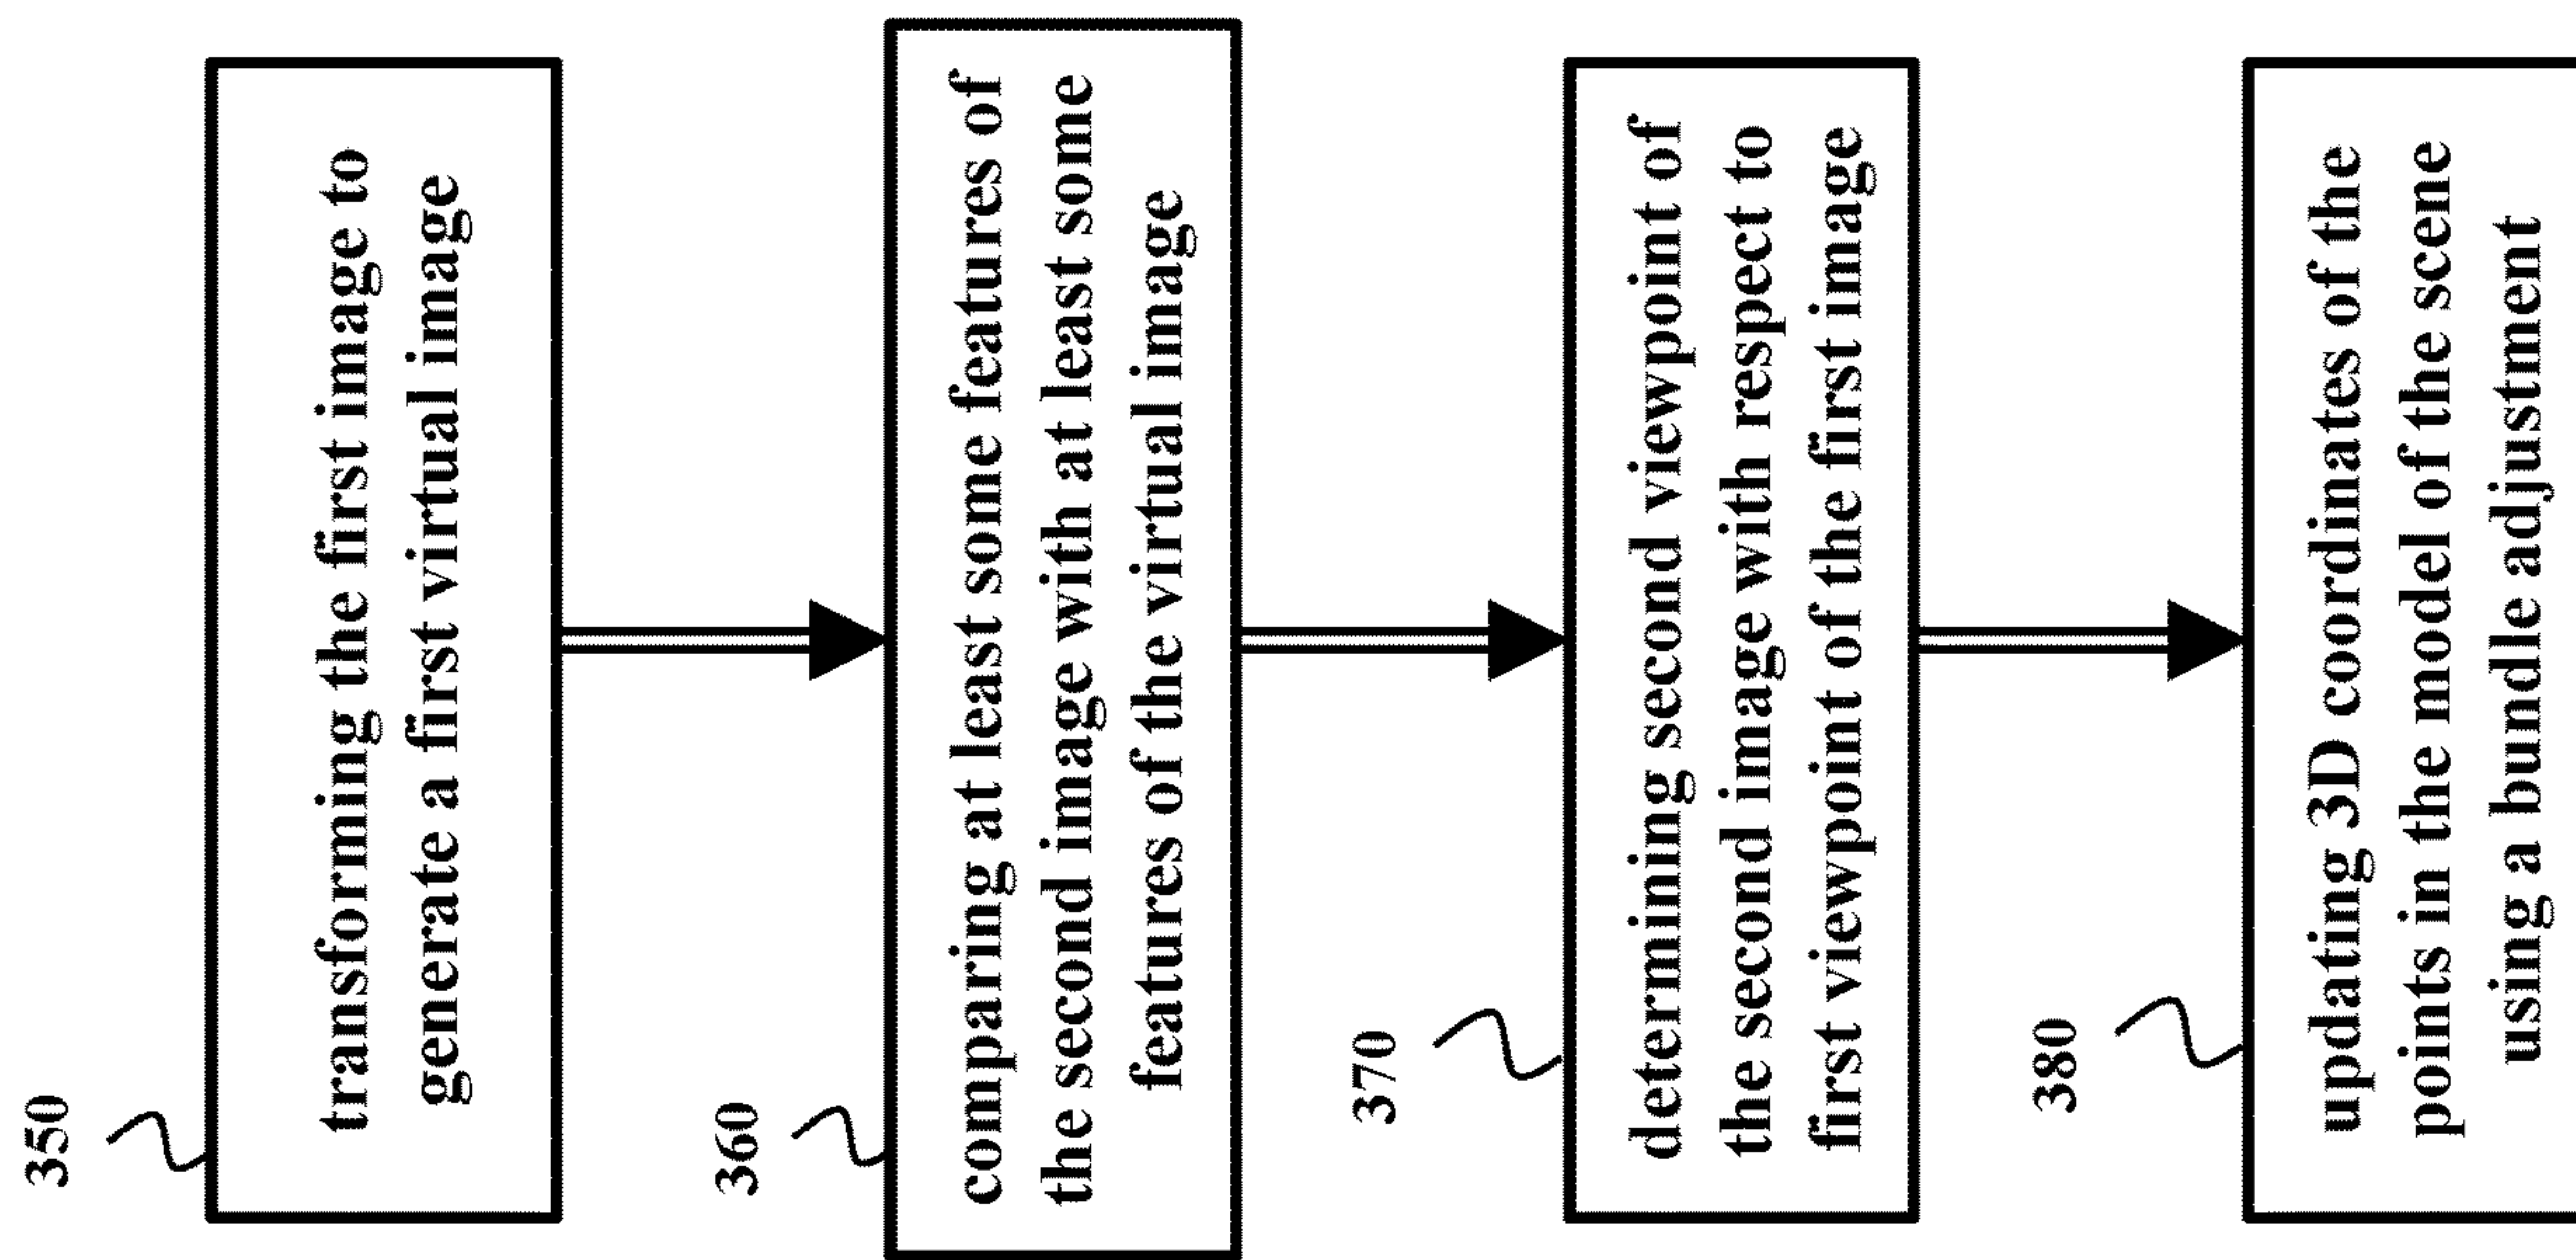 350
transforming the first image to
generate a first virtual image
360
comparing at least some features of
the second image with at least some
features of the virtual image
370
determining second viewpoint of
the second image with respect to
first viewpoint of the first image
380
updating 3D coordinates of the
points in the model of the scene
using a bundle adjustment